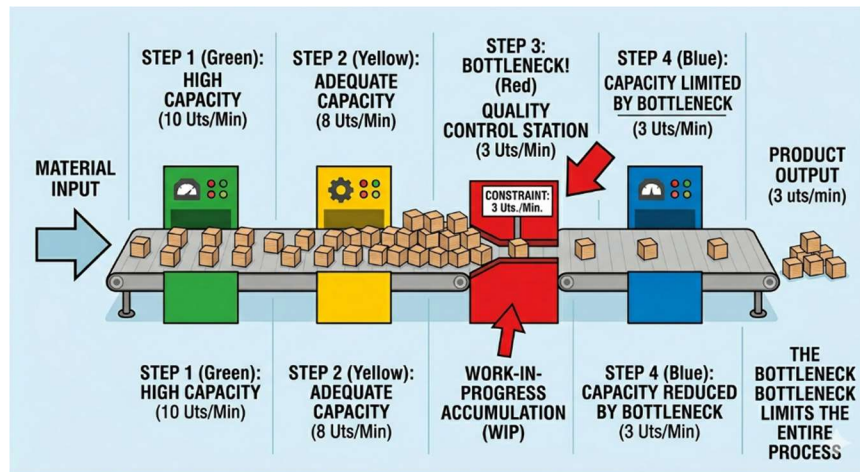 STEP 1 (Green):
HIGH
CAPACITY
(10 Uts/Min)
STEP 2 (Yellow):
ADEQUATE
CAPACITY
(8 Uts/Min)
STEP 3:
BOTTLENECK!
(Red)
QUALITY
CONTROL STATION
(3 Uts/Min)
STEP 4 (Blue):
CAPACITY LIMITED
BY BOTTLENECK
(3 Uts/Min)
MATERIAL
INPUT
CONSTRAINT:
3 Uts./Min.
PRODUCT
OUTPUT
(3 uts/min)
STEP 1 (Green):
HIGH CAPACITY
(10 Uts/Min)
STEP 2 (Yellow):
ADEQUATE
CAPACITY
(8 Uts/Min)
WORK-IN-
PROGRESS
ACCUMULATION
(WIP)
STEP 4 (Blue):
CAPACITY REDUCED
BY BOTTLENECK
(3 Uts/Min)
THE
BOTTLENECK
BOTTLENECK
LIMITS THE
ENTIRE
PROCESS